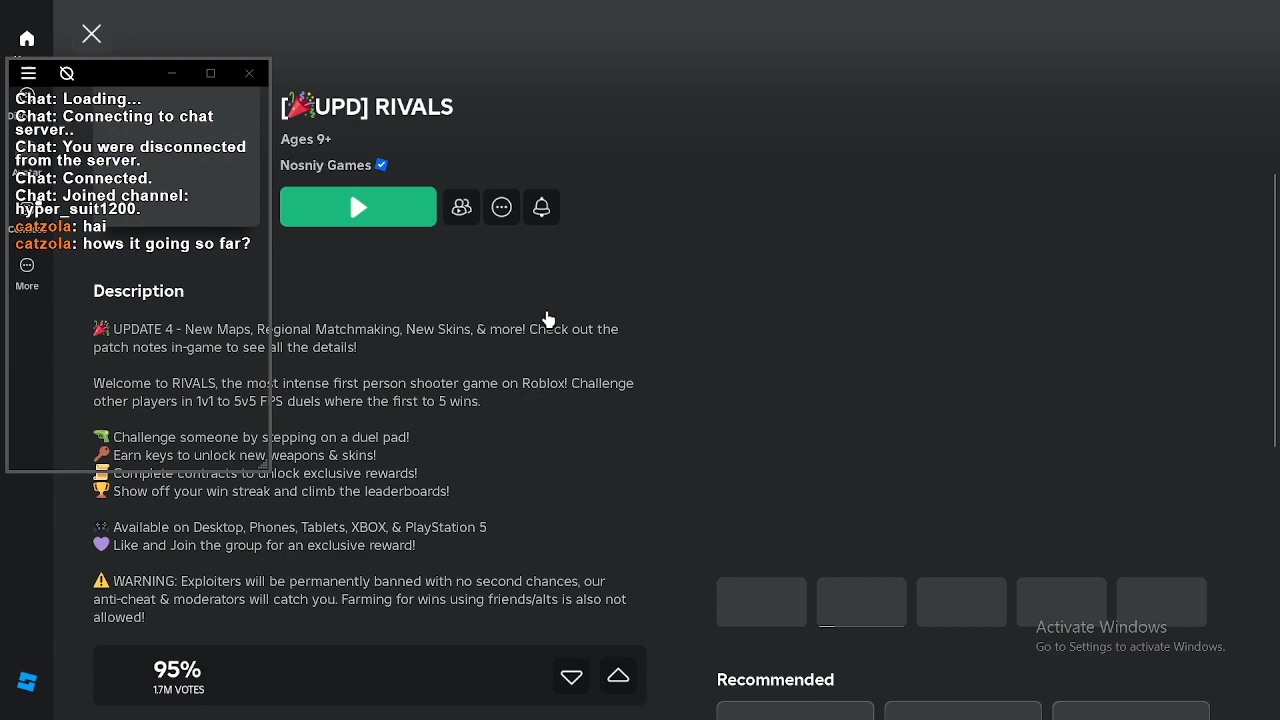 [🎉UPD] RIVALS
Ages 9+
Nosniy Games
Chat: Loading...
Chat: Connecting to chat
server..
Chat: You were disconnected
from the server.
Chat: Connected.
Chat: Joined channel:
hyper_suit1200.
catzola: hai
catzola: hows it going so far?
More
Description
🎉 UPDATE 4 - New Maps, Regional Matchmaking, New Skins, & more! Check out the
patch notes in-game to see all the details!
Welcome to RIVALS, the most intense first person shooter game on Roblox! Challenge
other players in 1v1 to 5v5 FPS duels where the first to 5 wins.
🔫 Challenge someone by stepping on a duel pad!
🔑 Earn keys to unlock new weapons & skins!
📜 Complete contracts to unlock exclusive rewards!
🏆 Show off your win streak and climb the leaderboards!
🎮 Available on Desktop, Phones, Tablets, XBOX, & PlayStation 5
💜 Like and Join the group for an exclusive reward!
⚠️ WARNING: Exploiters will be permanently banned with no second chances, our
anti-cheat & moderators will catch you. Farming for wins using friends/alts is also not
allowed!
95%
1.7M VOTES
Activate Windows
Go to Settings to activate Windows.
Recommended